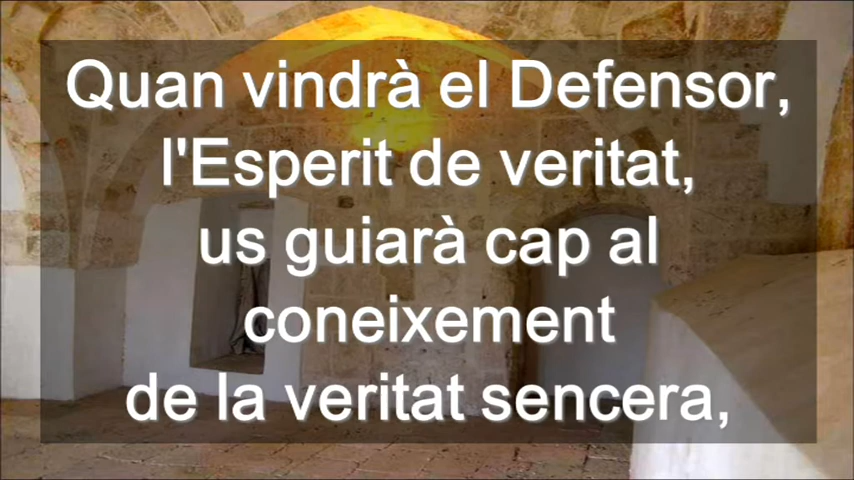 Quan vindrà el Defensor,
l'Esperit de veritat,
us guiarà cap al
coneixement
de la veritat sencera,